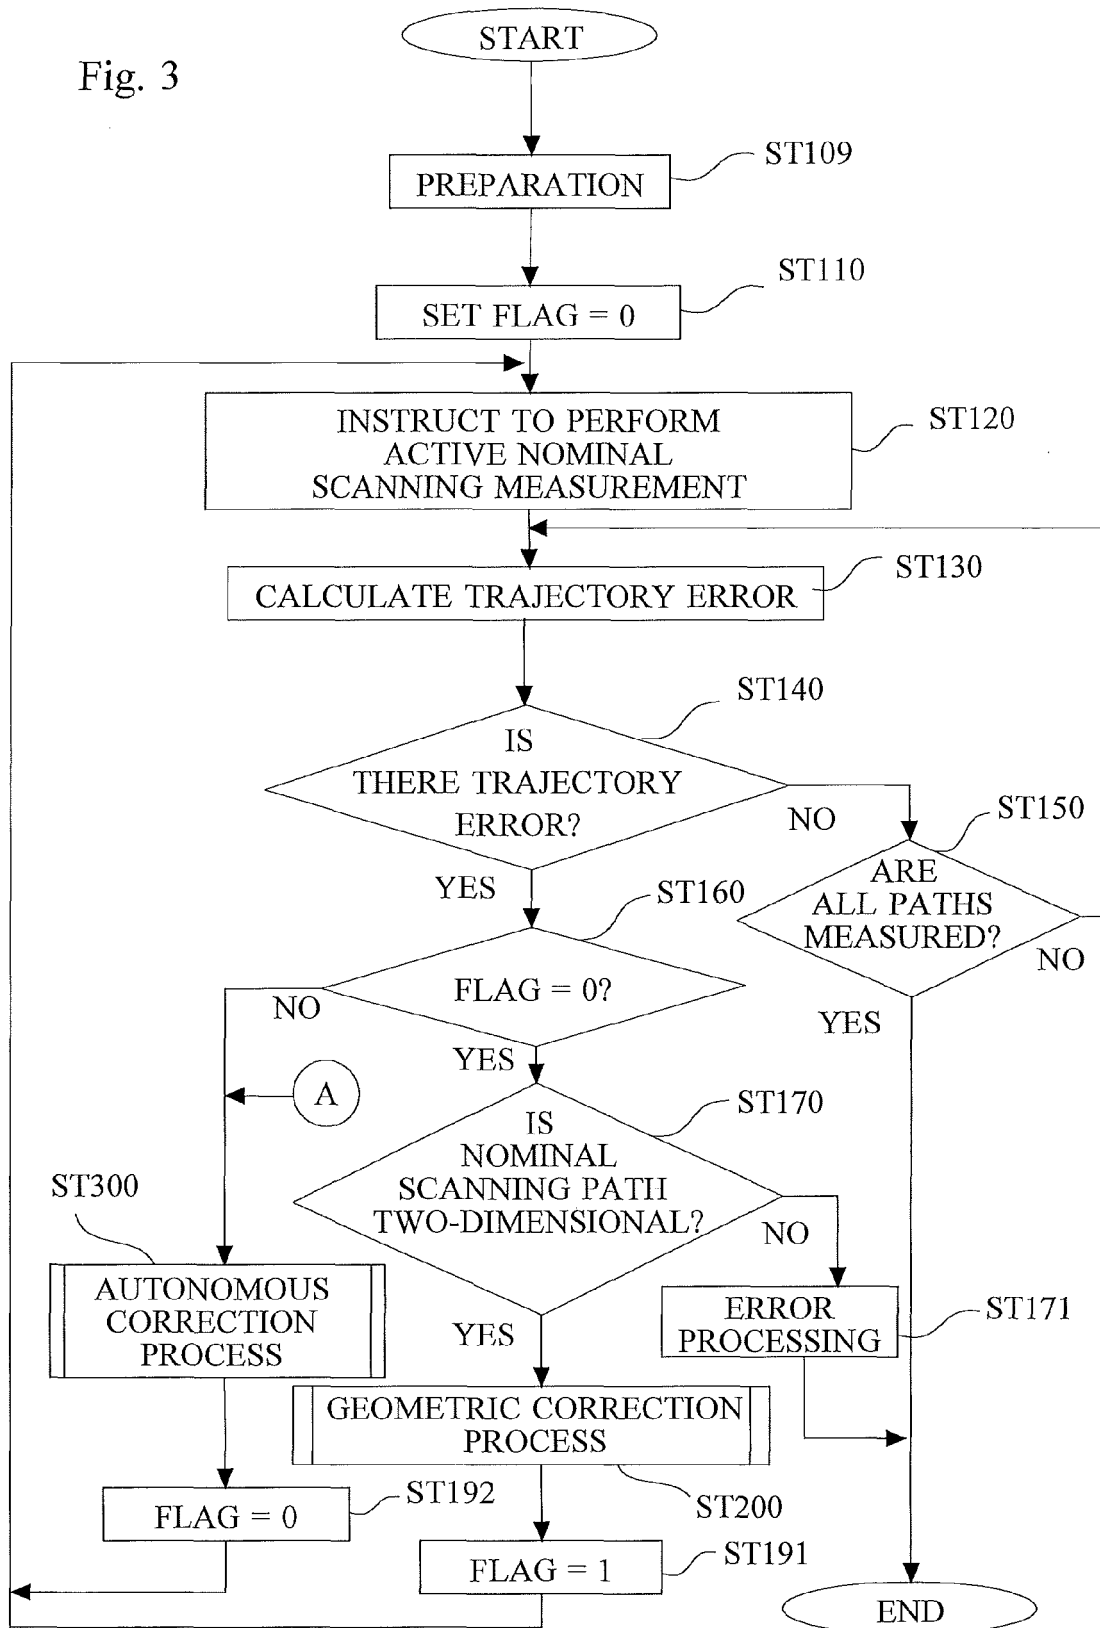 START
Fig. 3
ST109
PREPARATION
ST110
SET FLAG = 0
INSTRUCT TO PERFORM
ACTIVE NOMINAL
SCANNING MEASUREMENT
ST120
ST130
CALCULATE TRAJECTORY ERROR
ST140
IS
THERE TRAJECTORY
ERROR?
NO
YES
ST150
ARE
ALL PATHS
MEASURED?
NO
YES
ST160
FLAG = 0?
NO
YES
A
ST170
IS
NOMINAL
SCANNING PATH
TWO-DIMENSIONAL?
NO
YES
ST300
AUTONOMOUS
CORRECTION
PROCESS
ERROR
PROCESSING
ST171
GEOMETRIC CORRECTION
PROCESS
ST200
ST192
FLAG = 0
ST191
FLAG = 1
END